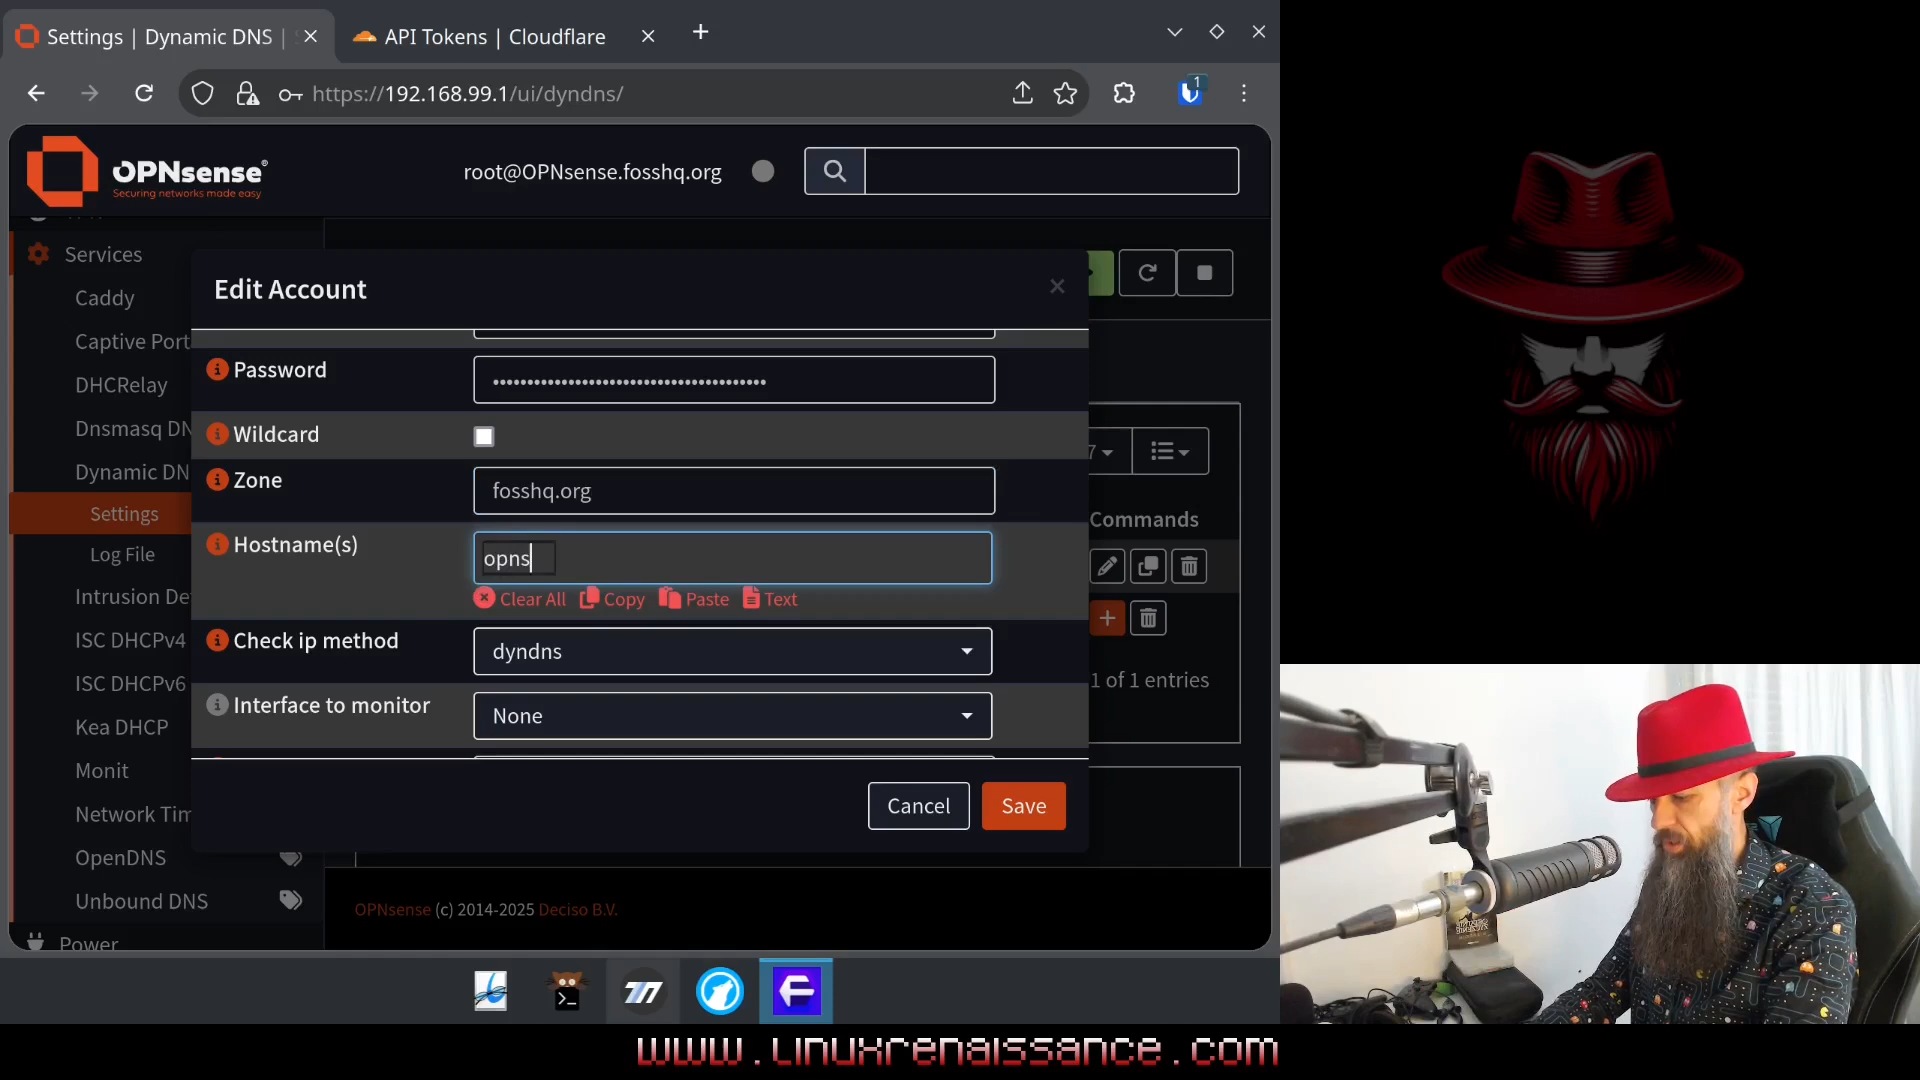 Settings | Dynamic DNS |
API Tokens | Cloudflare
https://192.168.99.1/ui/dyndns/
1
OPNsense®
Securing networks made easy
root@OPNsense.fosshq.org
Services
Caddy
Captive Port
DHCRelay
Dnsmasq DN
Dynamic DN
Settings
Log File
Intrusion De
ISC DHCPv4
ISC DHCPv6
Kea DHCP
Monit
Network Tim
OpenDNS
Unbound DNS
Power
Edit Account
Password
Wildcard
Zone
fosshq.org
Hostname(s)
opns
Clear All
Copy
Paste
Text
Check ip method
dyndns
Interface to monitor
None
Cancel
Save
7
Commands
1 of 1 entries
OPNsense (c) 2014-2025 Deciso B.V.
www.linuxrenaissance.com